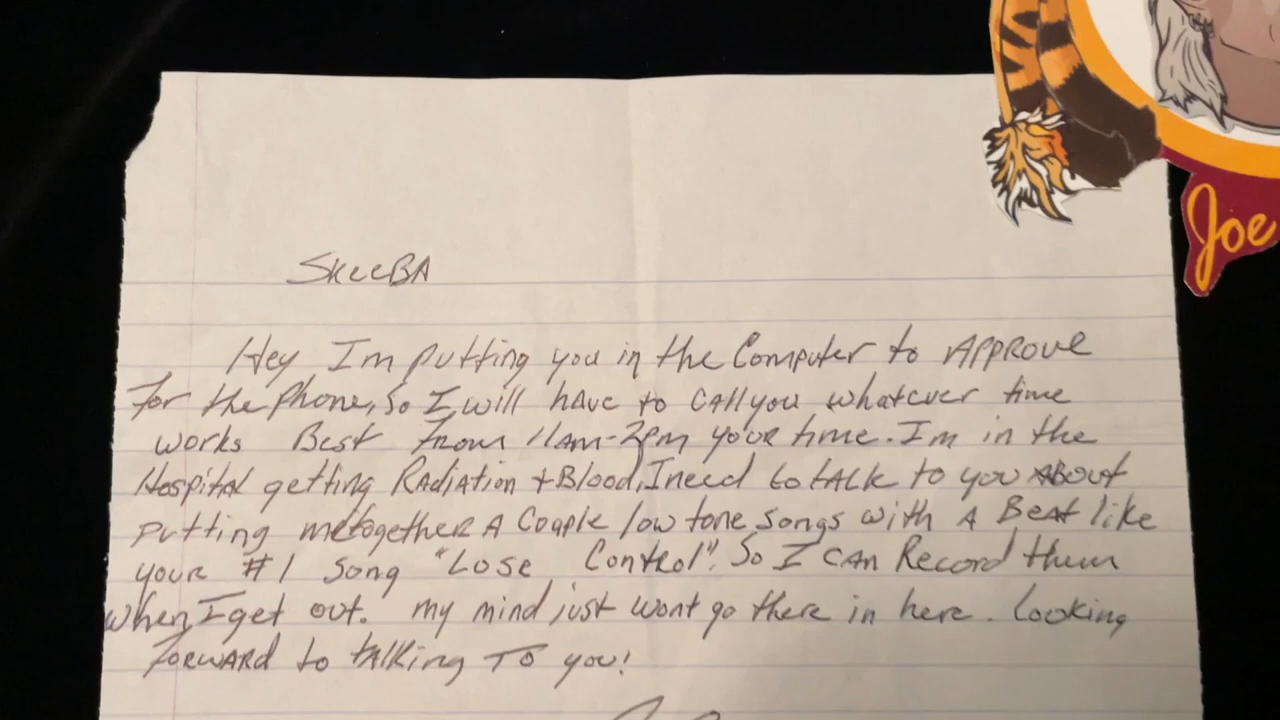 SKeeBA
Joe
Hey Im putting you in the Computer to APPROVE
For the Phone, So I will have to CAll you whatever time
works Best From 11am-2pm your time. Im in the
Hospital getting Radiation + Blood, I need to tALK to you About
putting me together A Couple low tone songs with A Beat like
your #1 Song "Lose Control". So I CAN Record them
when I get out. my mind just wont go there in here. Looking
FORWARD to tAlking TO you!